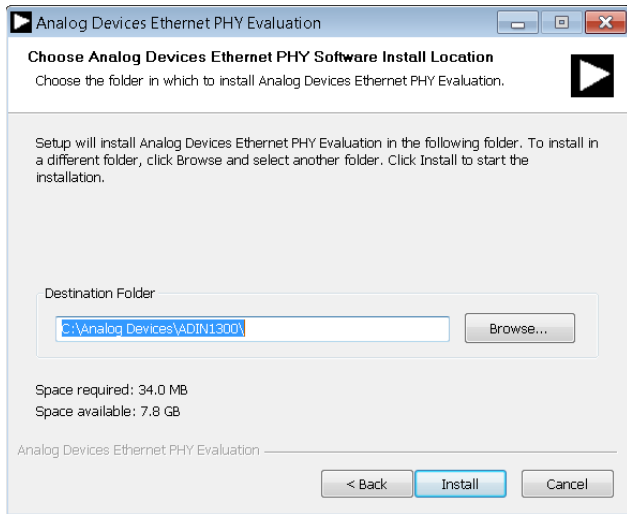 Analog Devices Ethernet PHY Evaluation
Choose Analog Devices Ethernet PHY Software Install Location
Choose the folder in which to install Analog Devices Ethernet PHY Evaluation.
Setup will install Analog Devices Ethernet PHY Evaluation in the following folder. To install in
a different folder, click Browse and select another folder. Click Install to start the
installation.
Destination Folder
C:\Analog Devices\ADIN1300\
Browse...
Space required: 34.0 MB
Space available: 7.8 GB
Analog Devices Ethernet PHY Evaluation
< Back
Install
Cancel